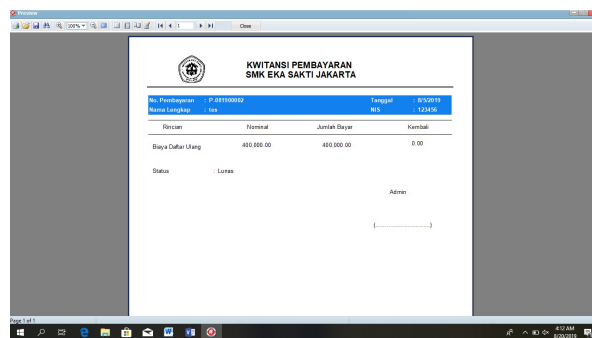 Preview
100%
1
Close
KWITANSI PEMBAYARAN
SMK EKA SAKTI JAKARTA
No. Pembayaran : P-081900002 Tanggal : 8/5/2019
Nama Lengkap : tes NIS : 123456
Rincian Nominal Jumlah Bayar Kembali
Biaya Daftar Ulang 400,000.00 400,000.00 0.00
Status : Lunas
Admin
(............................)
Page 1 of 1
4:12 AM
8/20/2019